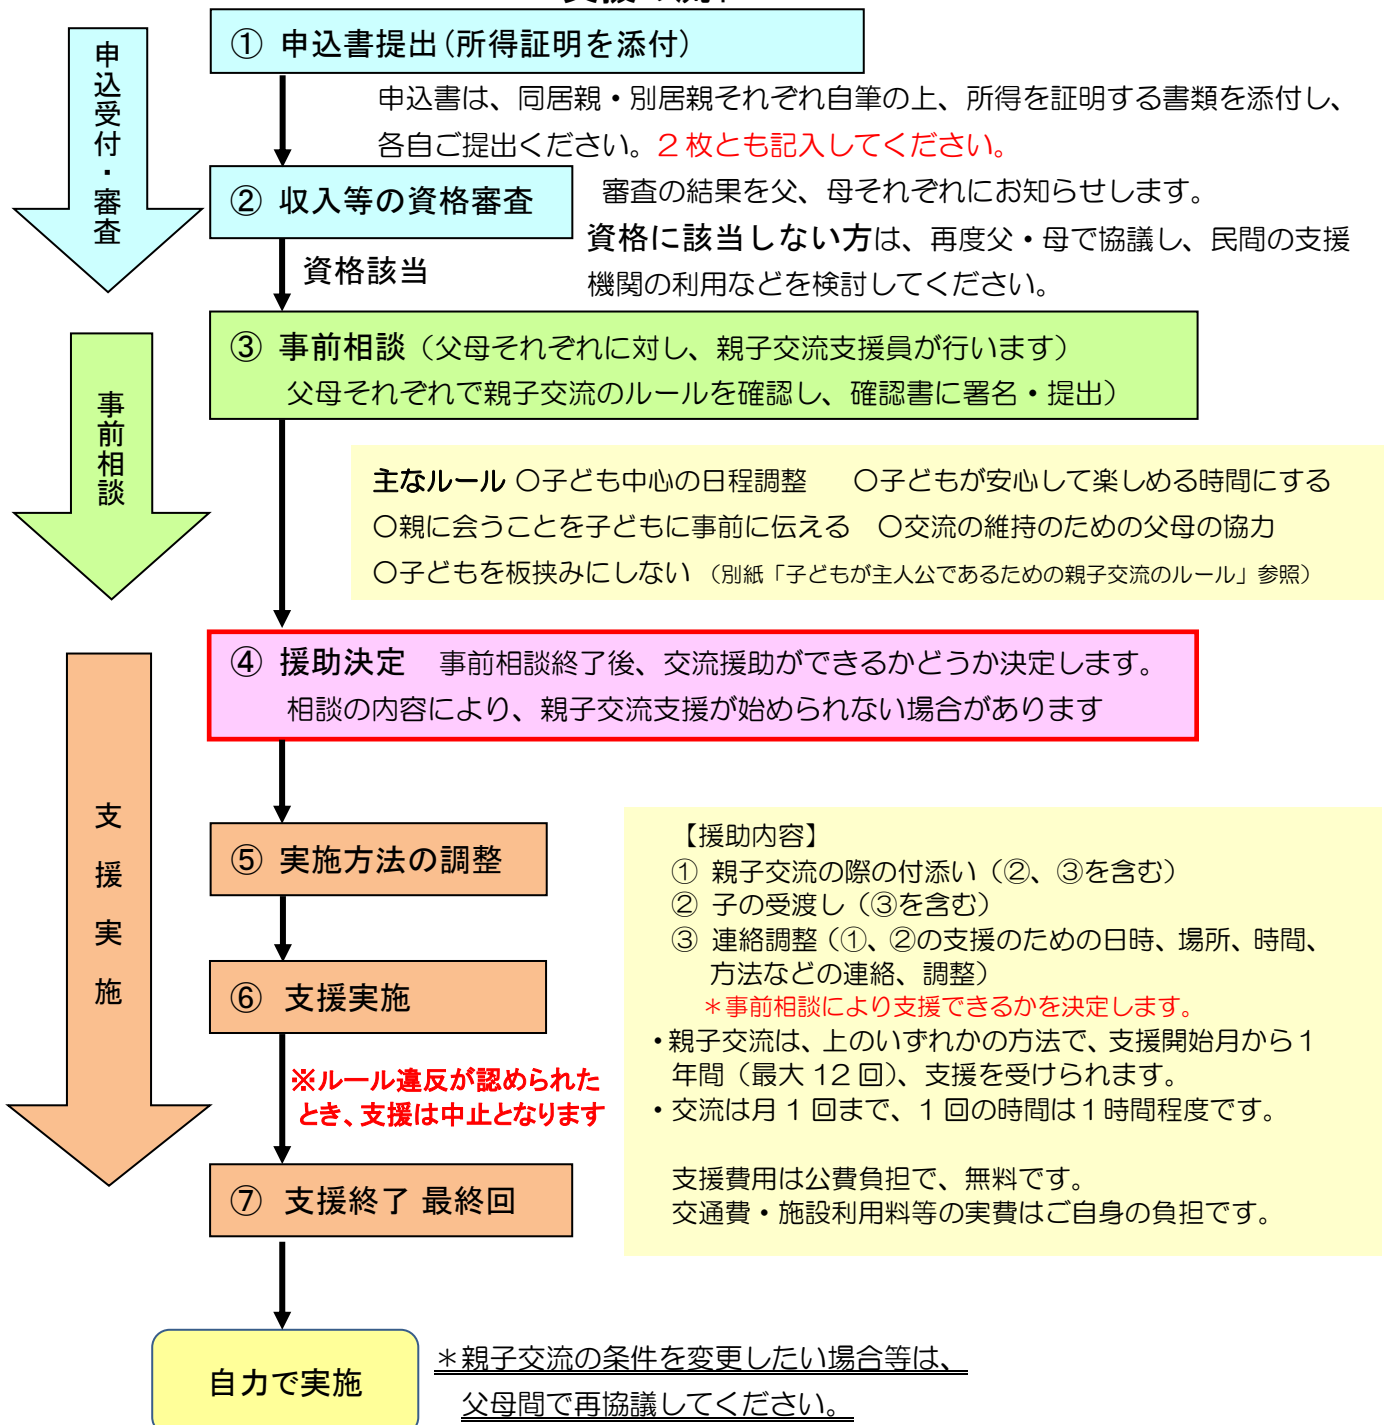 申込受付・審査
① 申込書提出(所得証明を添付)
申込書は、同居親・別居親それぞれ自筆の上、所得を証明する書類を添付し、
各自ご提出ください。2枚とも記入してください。
② 収入等の資格審査
審査の結果を父、母それぞれにお知らせします。
資格に該当しない方は、再度父・母で協議し、民間の支援
機関の利用などを検討してください。
資格該当
事前相談
③ 事前相談（父母それぞれに対し、親子交流支援員が行います）
父母それぞれで親子交流のルールを確認し、確認書に署名・提出）
主なルール ○子ども中心の日程調整 ○子どもが安心して楽しめる時間にする
○親に会うことを子どもに事前に伝える ○交流の維持のための父母の協力
○子どもを板挟みにしない （別紙「子どもが主人公であるための親子交流のルール」参照）
支援実施
④ 援助決定 事前相談終了後、交流援助ができるかどうか決定します。
相談の内容により、親子交流支援が始められない場合があります
⑤ 実施方法の調整
⑥ 支援実施
※ルール違反が認められた
とき、支援は中止となります
⑦ 支援終了 最終回
【援助内容】
① 親子交流の際の付添い（②、③を含む）
② 子の受渡し（③を含む）
③ 連絡調整（①、②の支援のための日時、場所、時間、
方法などの連絡、調整）
＊事前相談により支援できるかを決定します。
・親子交流は、上のいずれかの方法で、支援開始月から1
年間（最大12回）、支援を受けられます。
・交流は月1回まで、1回の時間は1時間程度です。
支援費用は公費負担で、無料です。
交通費・施設利用料等の実費はご自身の負担です。
自力で実施
＊親子交流の条件を変更したい場合等は、
父母間で再協議してください。